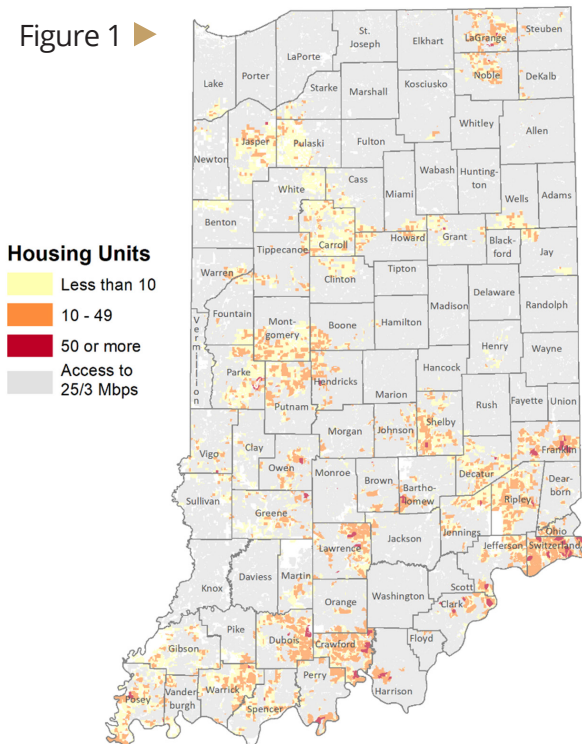 Figure 1
St.
Joseph
Elkhart
LaGrange
Steuben
LaPorte
Lake
Porter
Noble
DeKalb
Starke
Marshall
Kosciusko
Whitley
Allen
Newton
Jasper
Pulaski
Fulton
Wabash
Hunting-
ton
White
Cass
Miami
Wells
Adams
Benton
Carroll
Howard
Grant
Black-
ford
Jay
Tippecanoe
Warren
Clinton
Tipton
Housing Units
Less than 10
10 - 49
50 or more
Access to
25/3 Mbps
Fountain
Vermillion
Mont-
gomery
Boone
Hamilton
Madison
Delaware
Randolph
Henry
Wayne
Parke
Putnam
Hendricks
Marion
Hancock
Rush
Fayette
Union
Morgan
Johnson
Shelby
Franklin
Vigo
Clay
Owen
Monroe
Brown
Bartho-
lomew
Decatur
Ripley
Dear-
born
Sullivan
Greene
Lawrence
Jackson
Jennings
Ohio
Jefferson
Switzerland
Knox
Daviess
Martin
Orange
Washington
Scott
Clark
Gibson
Pike
Dubois
Crawford
Floyd
Harrison
Perry
Posey
Vander-
burgh
Warrick
Spencer